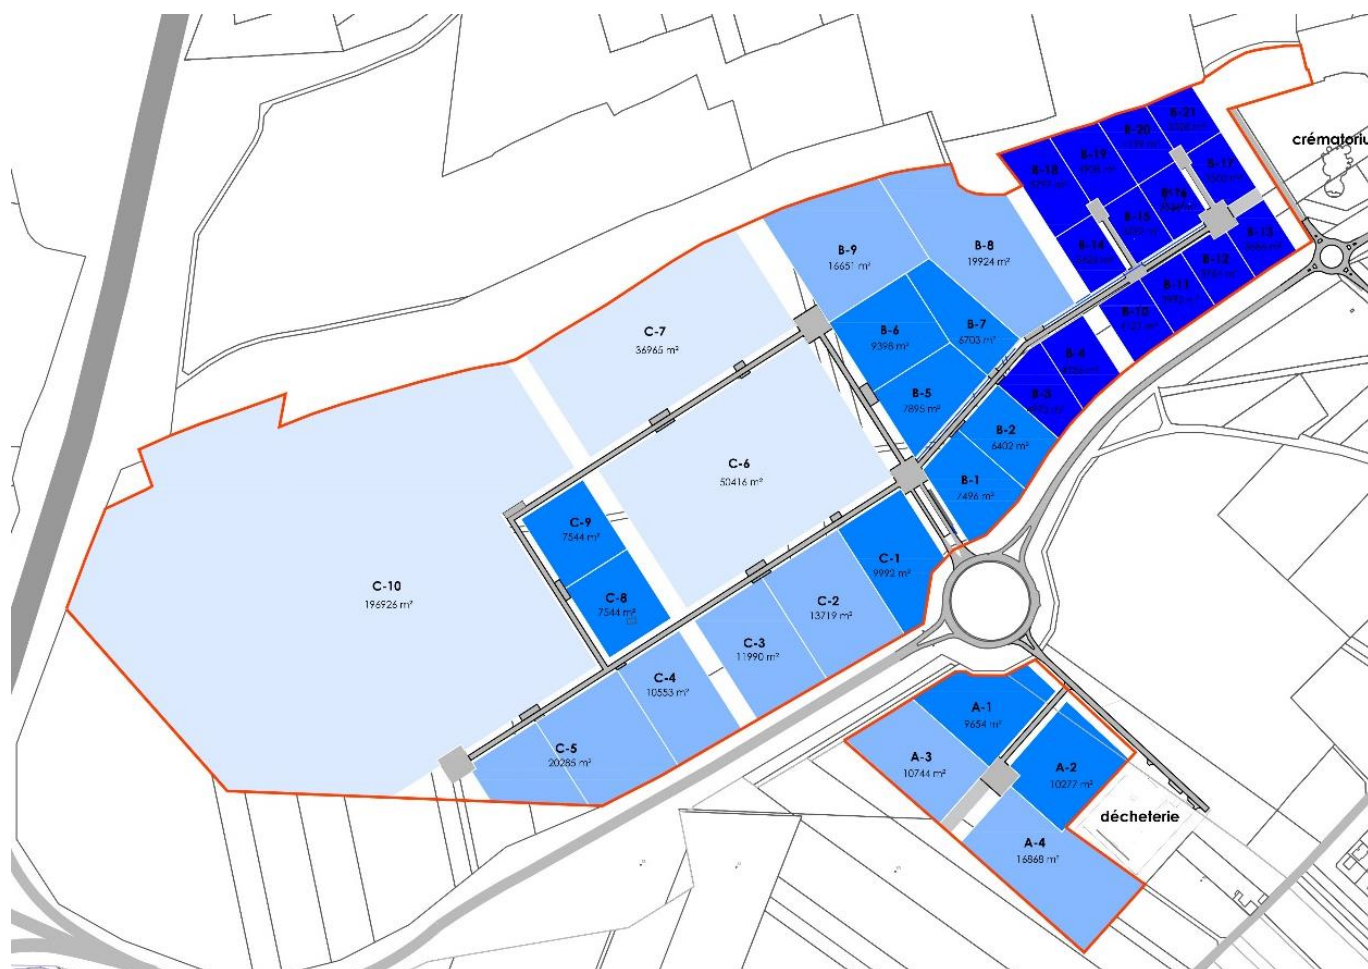 B-21
B-20
crématoriu
B-19
B-17
B-18
B-16
B-15
B-13
B-14
B-12
B-9
16651 m²
B-8
19924 m²
B-11
B-10
C-7
36965 m²
B-6
9398 m²
B-7
6703 m²
B-4
B-5
7895 m²
B-3
B-2
6402 m²
C-6
50416 m²
B-1
7496 m²
C-9
7544 m²
C-1
9992 m²
C-10
196926 m²
C-8
7544 m²
C-2
13719 m²
C-3
11990 m²
C-4
10553 m²
C-5
20285 m²
A-1
9654 m²
A-3
10744 m²
A-2
10277 m²
décheterie
A-4
16868 m²